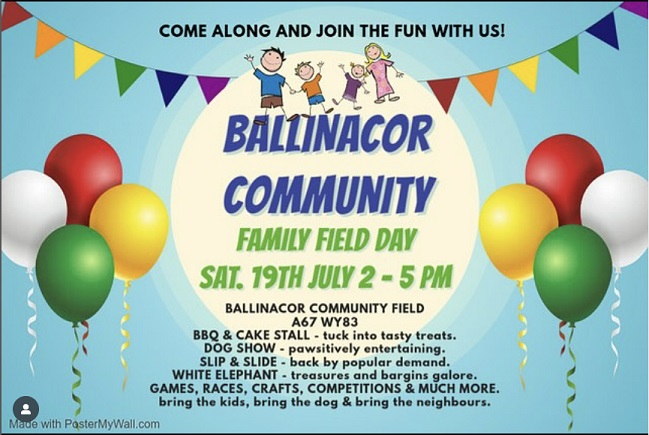 COME ALONG AND JOIN THE FUN WITH US!
BALLINACOR
COMMUNITY
FAMILY FIELD DAY
SAT. 19TH JULY 2 - 5 PM
BALLINACOR COMMUNITY FIELD
A67 WY83
BBQ & CAKE STALL - tuck into tasty treats.
DOG SHOW - pawsitively entertaining.
SLIP & SLIDE - back by popular demand.
WHITE ELEPHANT - treasures and bargins galore.
GAMES, RACES, CRAFTS, COMPETITIONS & MUCH MORE.
bring the kids, bring the dog & bring the neighbours.
Made with PosterMyWall.com